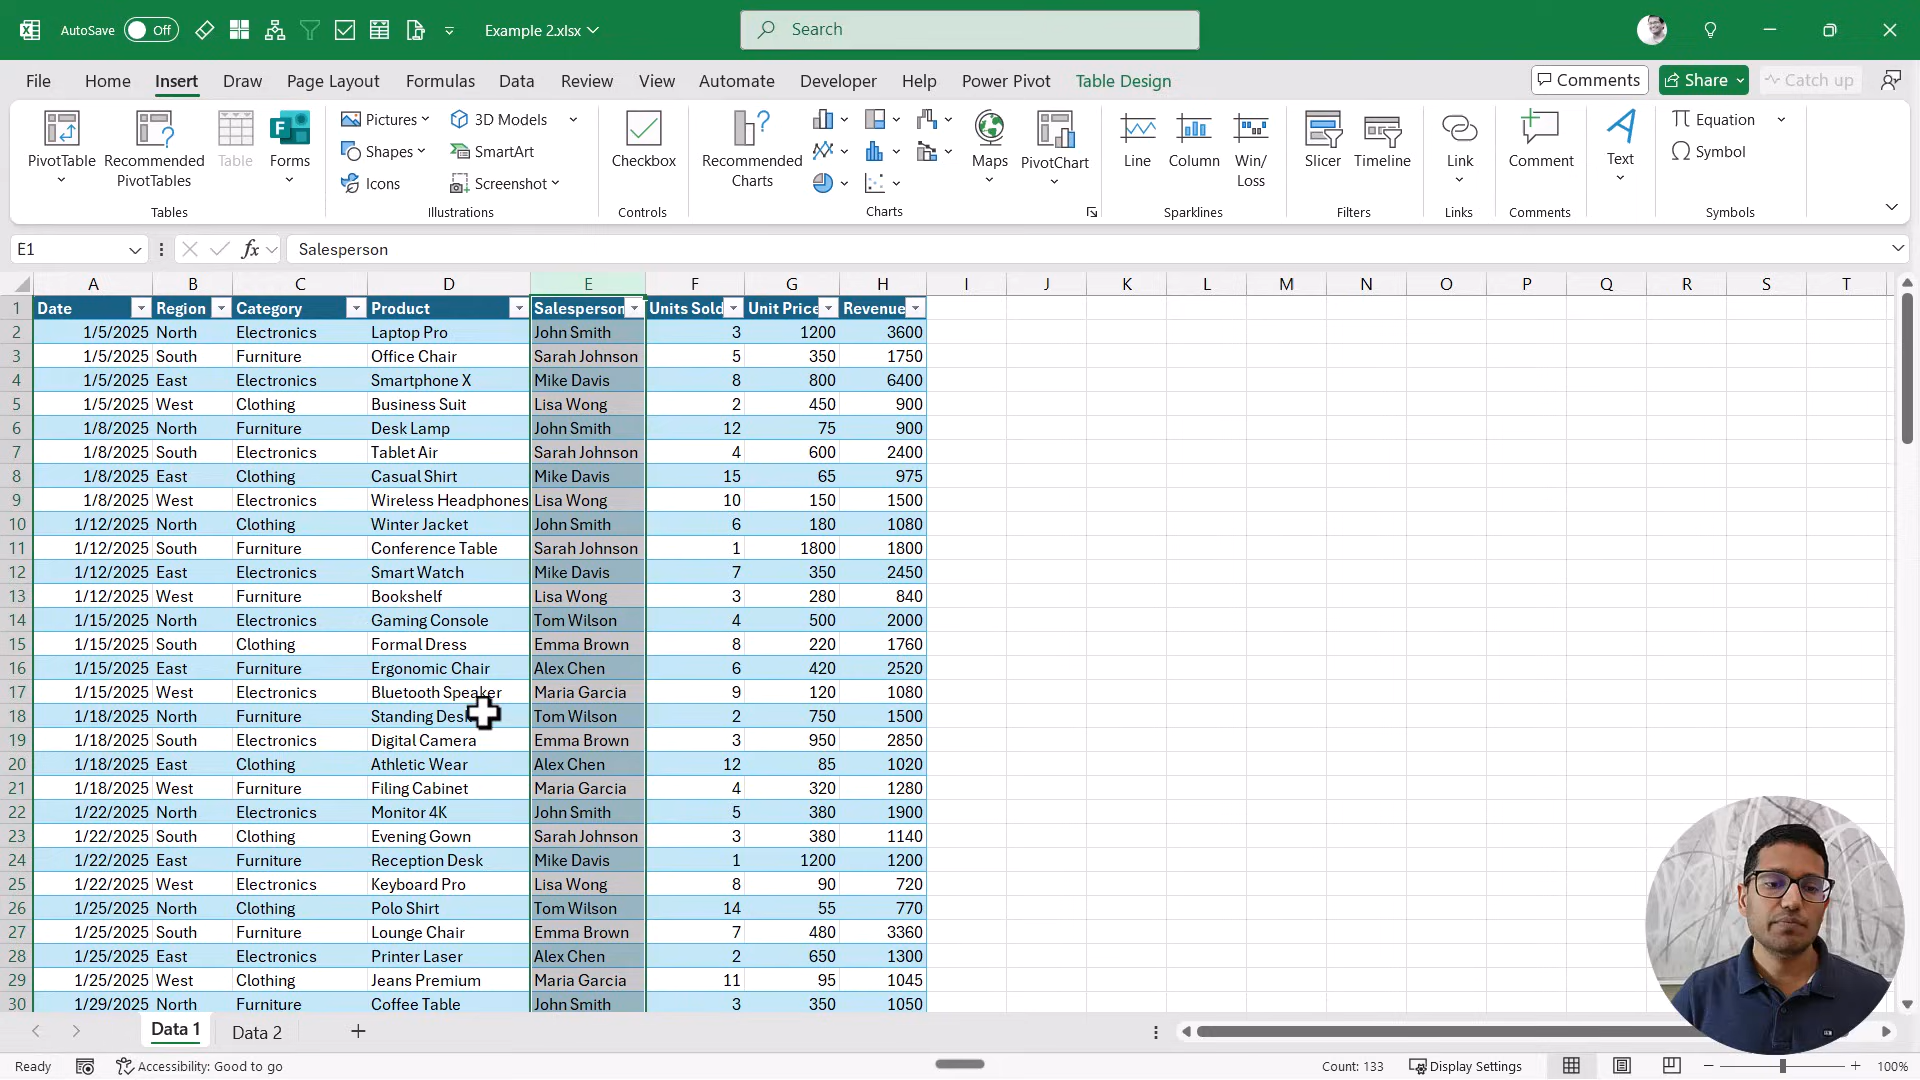 AutoSave Off Example 2.xlsx Search
File Home Insert Draw Page Layout Formulas Data Review View Automate Developer Help Power Pivot Table Design Comments Share Catch up
PivotTable Recommended PivotTables Table Forms
Pictures 3D Models
Shapes SmartArt
Icons Screenshot
Checkbox
Recommended Charts
Maps PivotChart
Line Column Win/Loss
Slicer Timeline
Link
Comment
Text
Equation
Symbol
Tables Illustrations Controls Charts Sparklines Filters Links Comments Symbols
E1 fx Salesperson
A B C D E F G H I J K L M N O P Q R S T
1 Date Region Category Product Salesperson Units Sold Unit Price Revenue
2 1/5/2025 North Electronics Laptop Pro John Smith 3 1200 3600
3 1/5/2025 South Furniture Office Chair Sarah Johnson 5 350 1750
4 1/5/2025 East Electronics Smartphone X Mike Davis 8 800 6400
5 1/5/2025 West Clothing Business Suit Lisa Wong 2 450 900
6 1/8/2025 North Furniture Desk Lamp John Smith 12 75 900
7 1/8/2025 South Electronics Tablet Air Sarah Johnson 4 600 2400
8 1/8/2025 East Clothing Casual Shirt Mike Davis 15 65 975
9 1/8/2025 West Electronics Wireless Headphones Lisa Wong 10 150 1500
10 1/12/2025 North Clothing Winter Jacket John Smith 6 180 1080
11 1/12/2025 South Furniture Conference Table Sarah Johnson 1 1800 1800
12 1/12/2025 East Electronics Smart Watch Mike Davis 7 350 2450
13 1/12/2025 West Furniture Bookshelf Lisa Wong 3 280 840
14 1/15/2025 North Electronics Gaming Console Tom Wilson 4 500 2000
15 1/15/2025 South Clothing Formal Dress Emma Brown 8 220 1760
16 1/15/2025 East Furniture Ergonomic Chair Alex Chen 6 420 2520
17 1/15/2025 West Electronics Bluetooth Speaker Maria Garcia 9 120 1080
18 1/18/2025 North Furniture Standing Desk Tom Wilson 2 750 1500
19 1/18/2025 South Electronics Digital Camera Emma Brown 3 950 2850
20 1/18/2025 East Clothing Athletic Wear Alex Chen 12 85 1020
21 1/18/2025 West Furniture Filing Cabinet Maria Garcia 4 320 1280
22 1/22/2025 North Electronics Monitor 4K John Smith 5 380 1900
23 1/22/2025 South Clothing Evening Gown Sarah Johnson 3 380 1140
24 1/22/2025 East Furniture Reception Desk Mike Davis 1 1200 1200
25 1/22/2025 West Electronics Keyboard Pro Lisa Wong 8 90 720
26 1/25/2025 North Clothing Polo Shirt Tom Wilson 14 55 770
27 1/25/2025 South Furniture Lounge Chair Emma Brown 7 480 3360
28 1/25/2025 East Electronics Printer Laser Alex Chen 2 650 1300
29 1/25/2025 West Clothing Jeans Premium Maria Garcia 11 95 1045
30 1/29/2025 North Furniture Coffee Table John Smith 3 350 1050
Data 1 Data 2
Ready Accessibility: Good to go Count: 133 Display Settings 100%